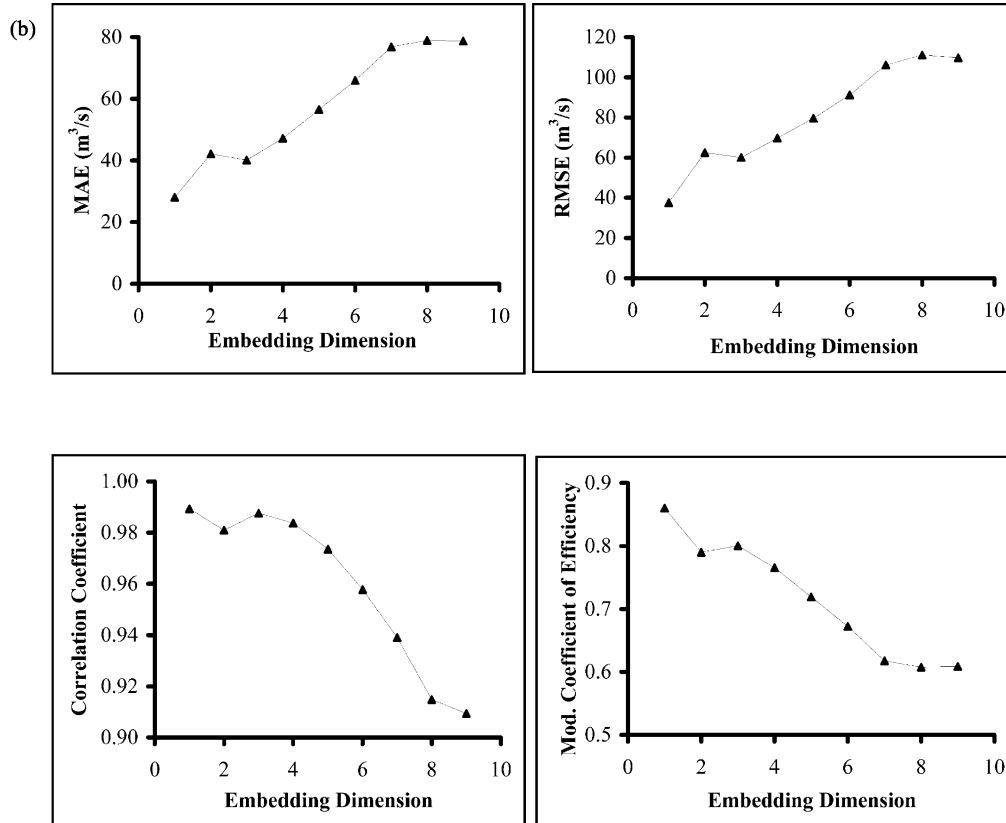 (b)
MAE (m³/s)
80
60
40
20
0
0 2 4 6 8 10
Embedding Dimension
RMSE (m³/s)
120
100
80
60
40
20
0
0 2 4 6 8 10
Embedding Dimension
Correlation Coefficient
1.00
0.98
0.96
0.94
0.92
0.90
0 2 4 6 8 10
Embedding Dimension
Mod. Coefficient of Efficiency
0.9
0.8
0.7
0.6
0.5
0 2 4 6 8 10
Embedding Dimension